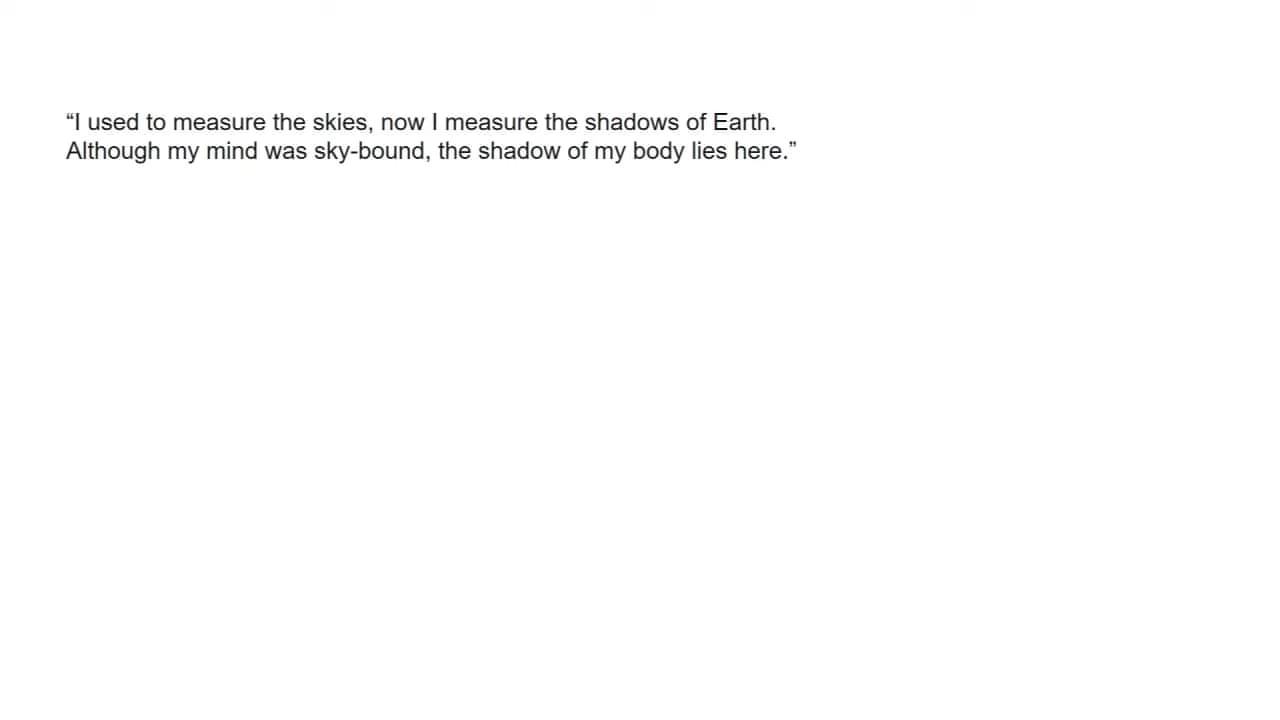 “I used to measure the skies, now I measure the shadows of Earth.
Although my mind was sky-bound, the shadow of my body lies here.”